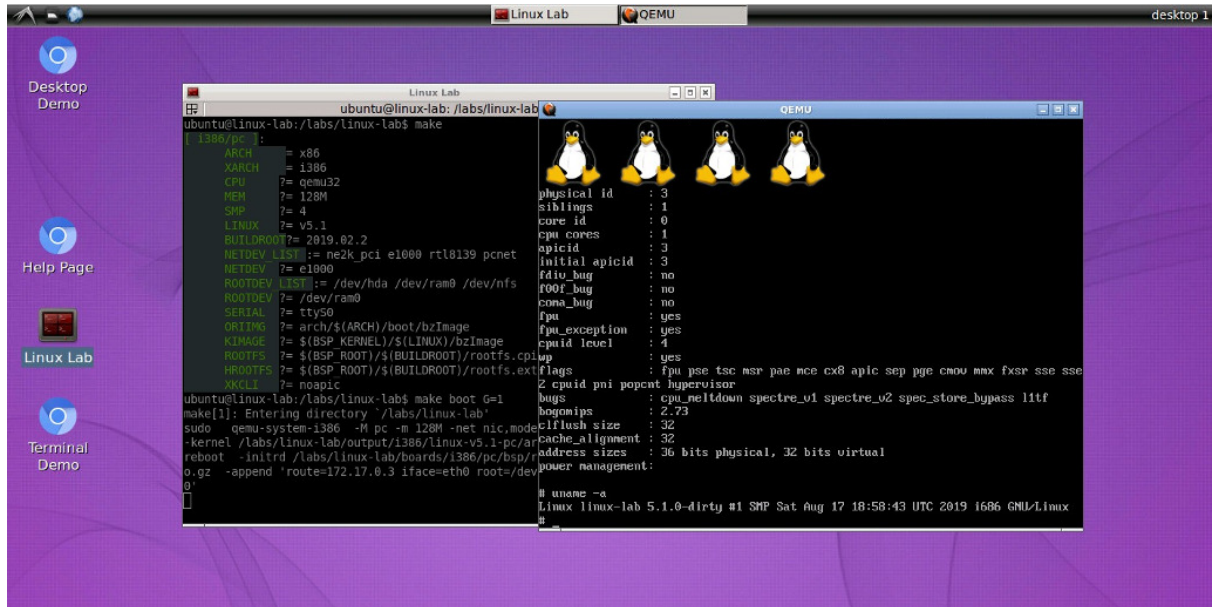 Linux Lab
QEMU
desktop 1
Desktop
Demo
Help Page
Linux Lab
Terminal
Demo
Linux Lab
ubuntu@linux-lab: /labs/linux-lab
ubuntu@linux-lab:/labs/linux-lab$ make
[ i386/pc ]:
ARCH = x86
XARCH = i386
CPU ?= qemu32
MEM ?= 128M
SMP ?= 4
LINUX ?= v5.1
BUILDROOT?= 2019.02.2
NETDEV_LIST := ne2k_pci e1000 rtl8139 pcnet
NETDEV ?= e1000
ROOTDEV_LIST := /dev/hda /dev/ram0 /dev/nfs
ROOTDEV ?= /dev/ram0
SERIAL ?= ttyS0
ORIIMG ?= arch/$(ARCH)/boot/bzImage
KIMAGE ?= $(BSP_KERNEL)/$(LINUX)/bzImage
ROOTFS ?= $(BSP_ROOT)/$(BUILDROOT)/rootfs.cpi
HROOTFS ?= $(BSP_ROOT)/$(BUILDROOT)/rootfs.ext
XKCLI ?= noapic
ubuntu@linux-lab:/labs/linux-lab$ make boot G=1
make[1]: Entering directory `/labs/linux-lab'
sudo qemu-system-i386 -M pc -m 128M -net nic,mode
-kernel /labs/linux-lab/output/i386/linux-v5.1-pc/ar
reboot -initrd /labs/linux-lab/boards/i386/pc/bsp/r
o.gz -append 'route=172.17.0.3 iface=eth0 root=/dev
0'
QEMU
physical id : 3
siblings : 1
core id : 0
cpu cores : 1
apicid : 3
initial apicid : 3
fdiv_bug : no
f00f_bug : no
coma_bug : no
fpu : yes
fpu_exception : yes
cpuid level : 4
wp : yes
flags : fpu pse tsc msr pae mce cx8 apic sep pge cmov mmx fxsr sse sse
2 cpuid pni popcnt hypervisor
bugs : cpu_meltdown spectre_v1 spectre_v2 spec_store_bypass l1tf
bogomips : 2.73
clflush size : 32
cache_alignment : 32
address sizes : 36 bits physical, 32 bits virtual
power management:
# uname -a
Linux linux-lab 5.1.0-dirty #1 SMP Sat Aug 17 18:58:43 UTC 2019 i686 GNU/Linux
# _